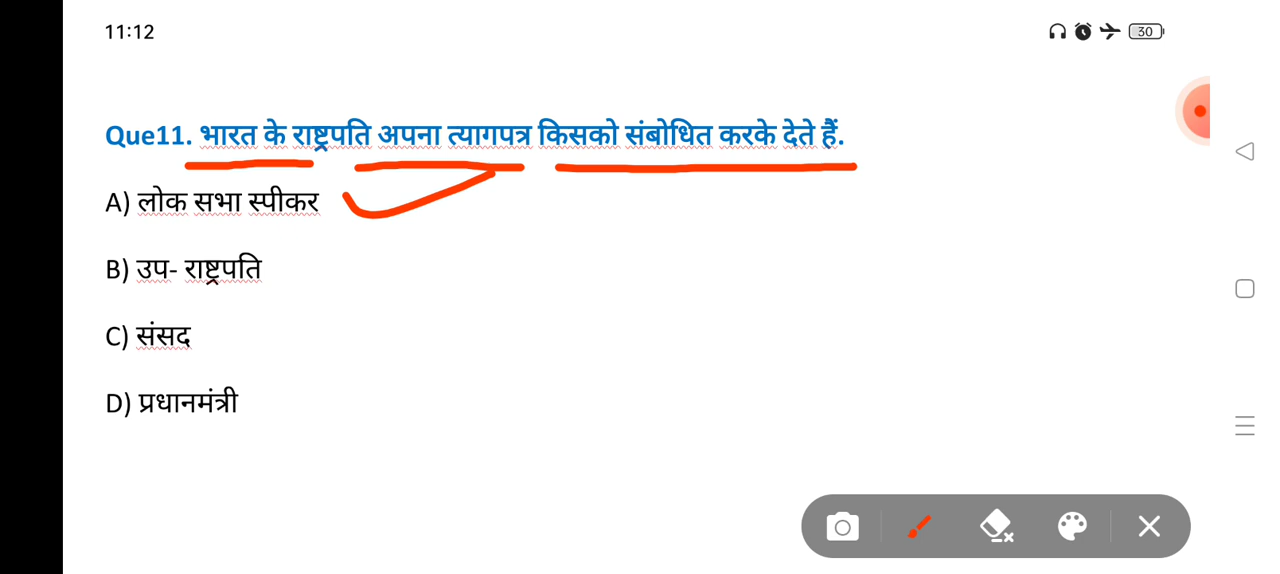 11:12
30
Que11. भारत के राष्ट्रपति अपना त्यागपत्र किसको संबोधित करके देते हैं.
A) लोक सभा स्पीकर
B) उप- राष्ट्रपति
C) संसद
D) प्रधानमंत्री